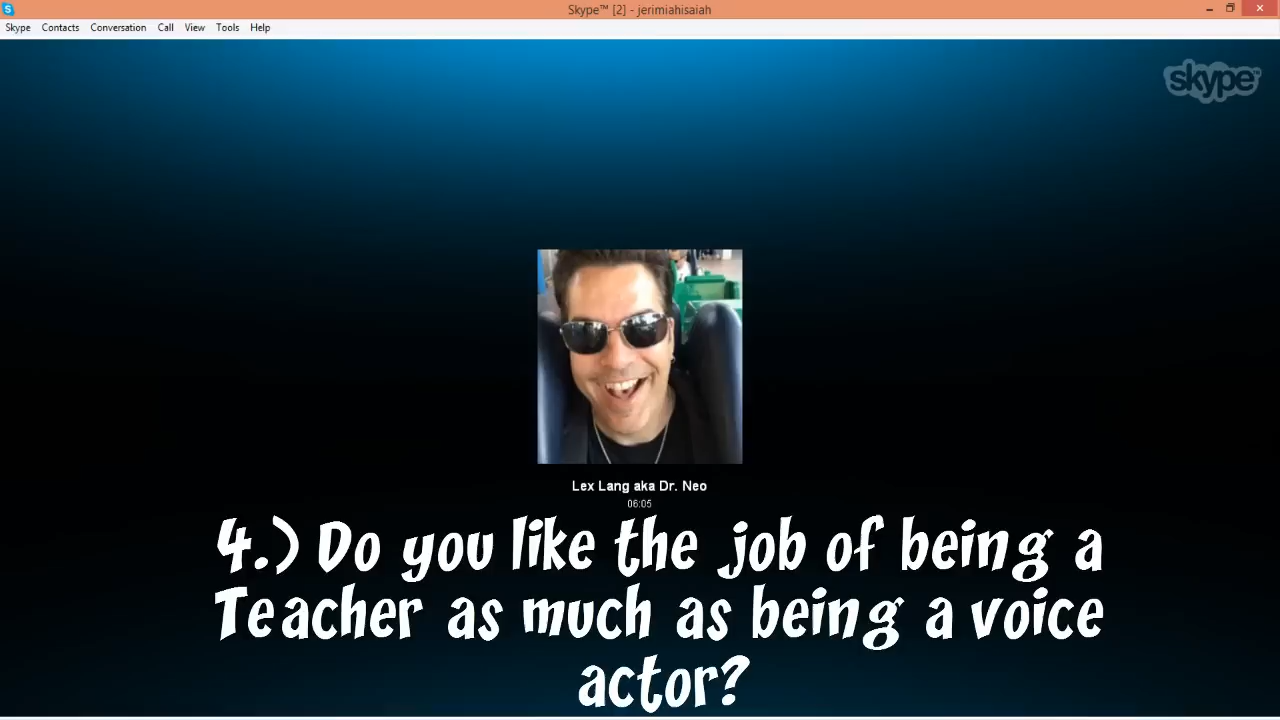 Skype™ [2] - jerimiahisaiah
Skype Contacts Conversation Call View Tools Help
skype™
Lex Lang aka Dr. Neo
06:05
4.) Do you like the job of being a
Teacher as much as being a voice
actor?